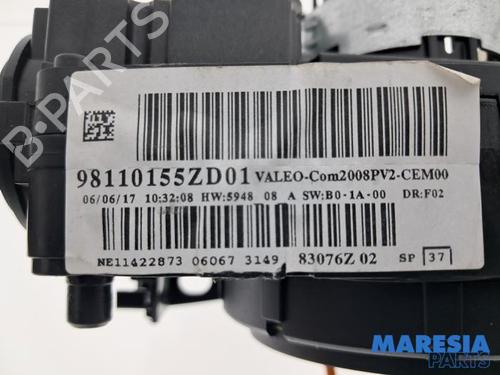 B-PARTS
98110155ZD01 VALEO-Com2008PV2-CEM00
06/06/17 10:32:08 HW:5948 08 A SW:B0-1A-00 DR:F02
NE11422873 06067 3149 83076Z 02 SP 37
MARESIA
PARTS